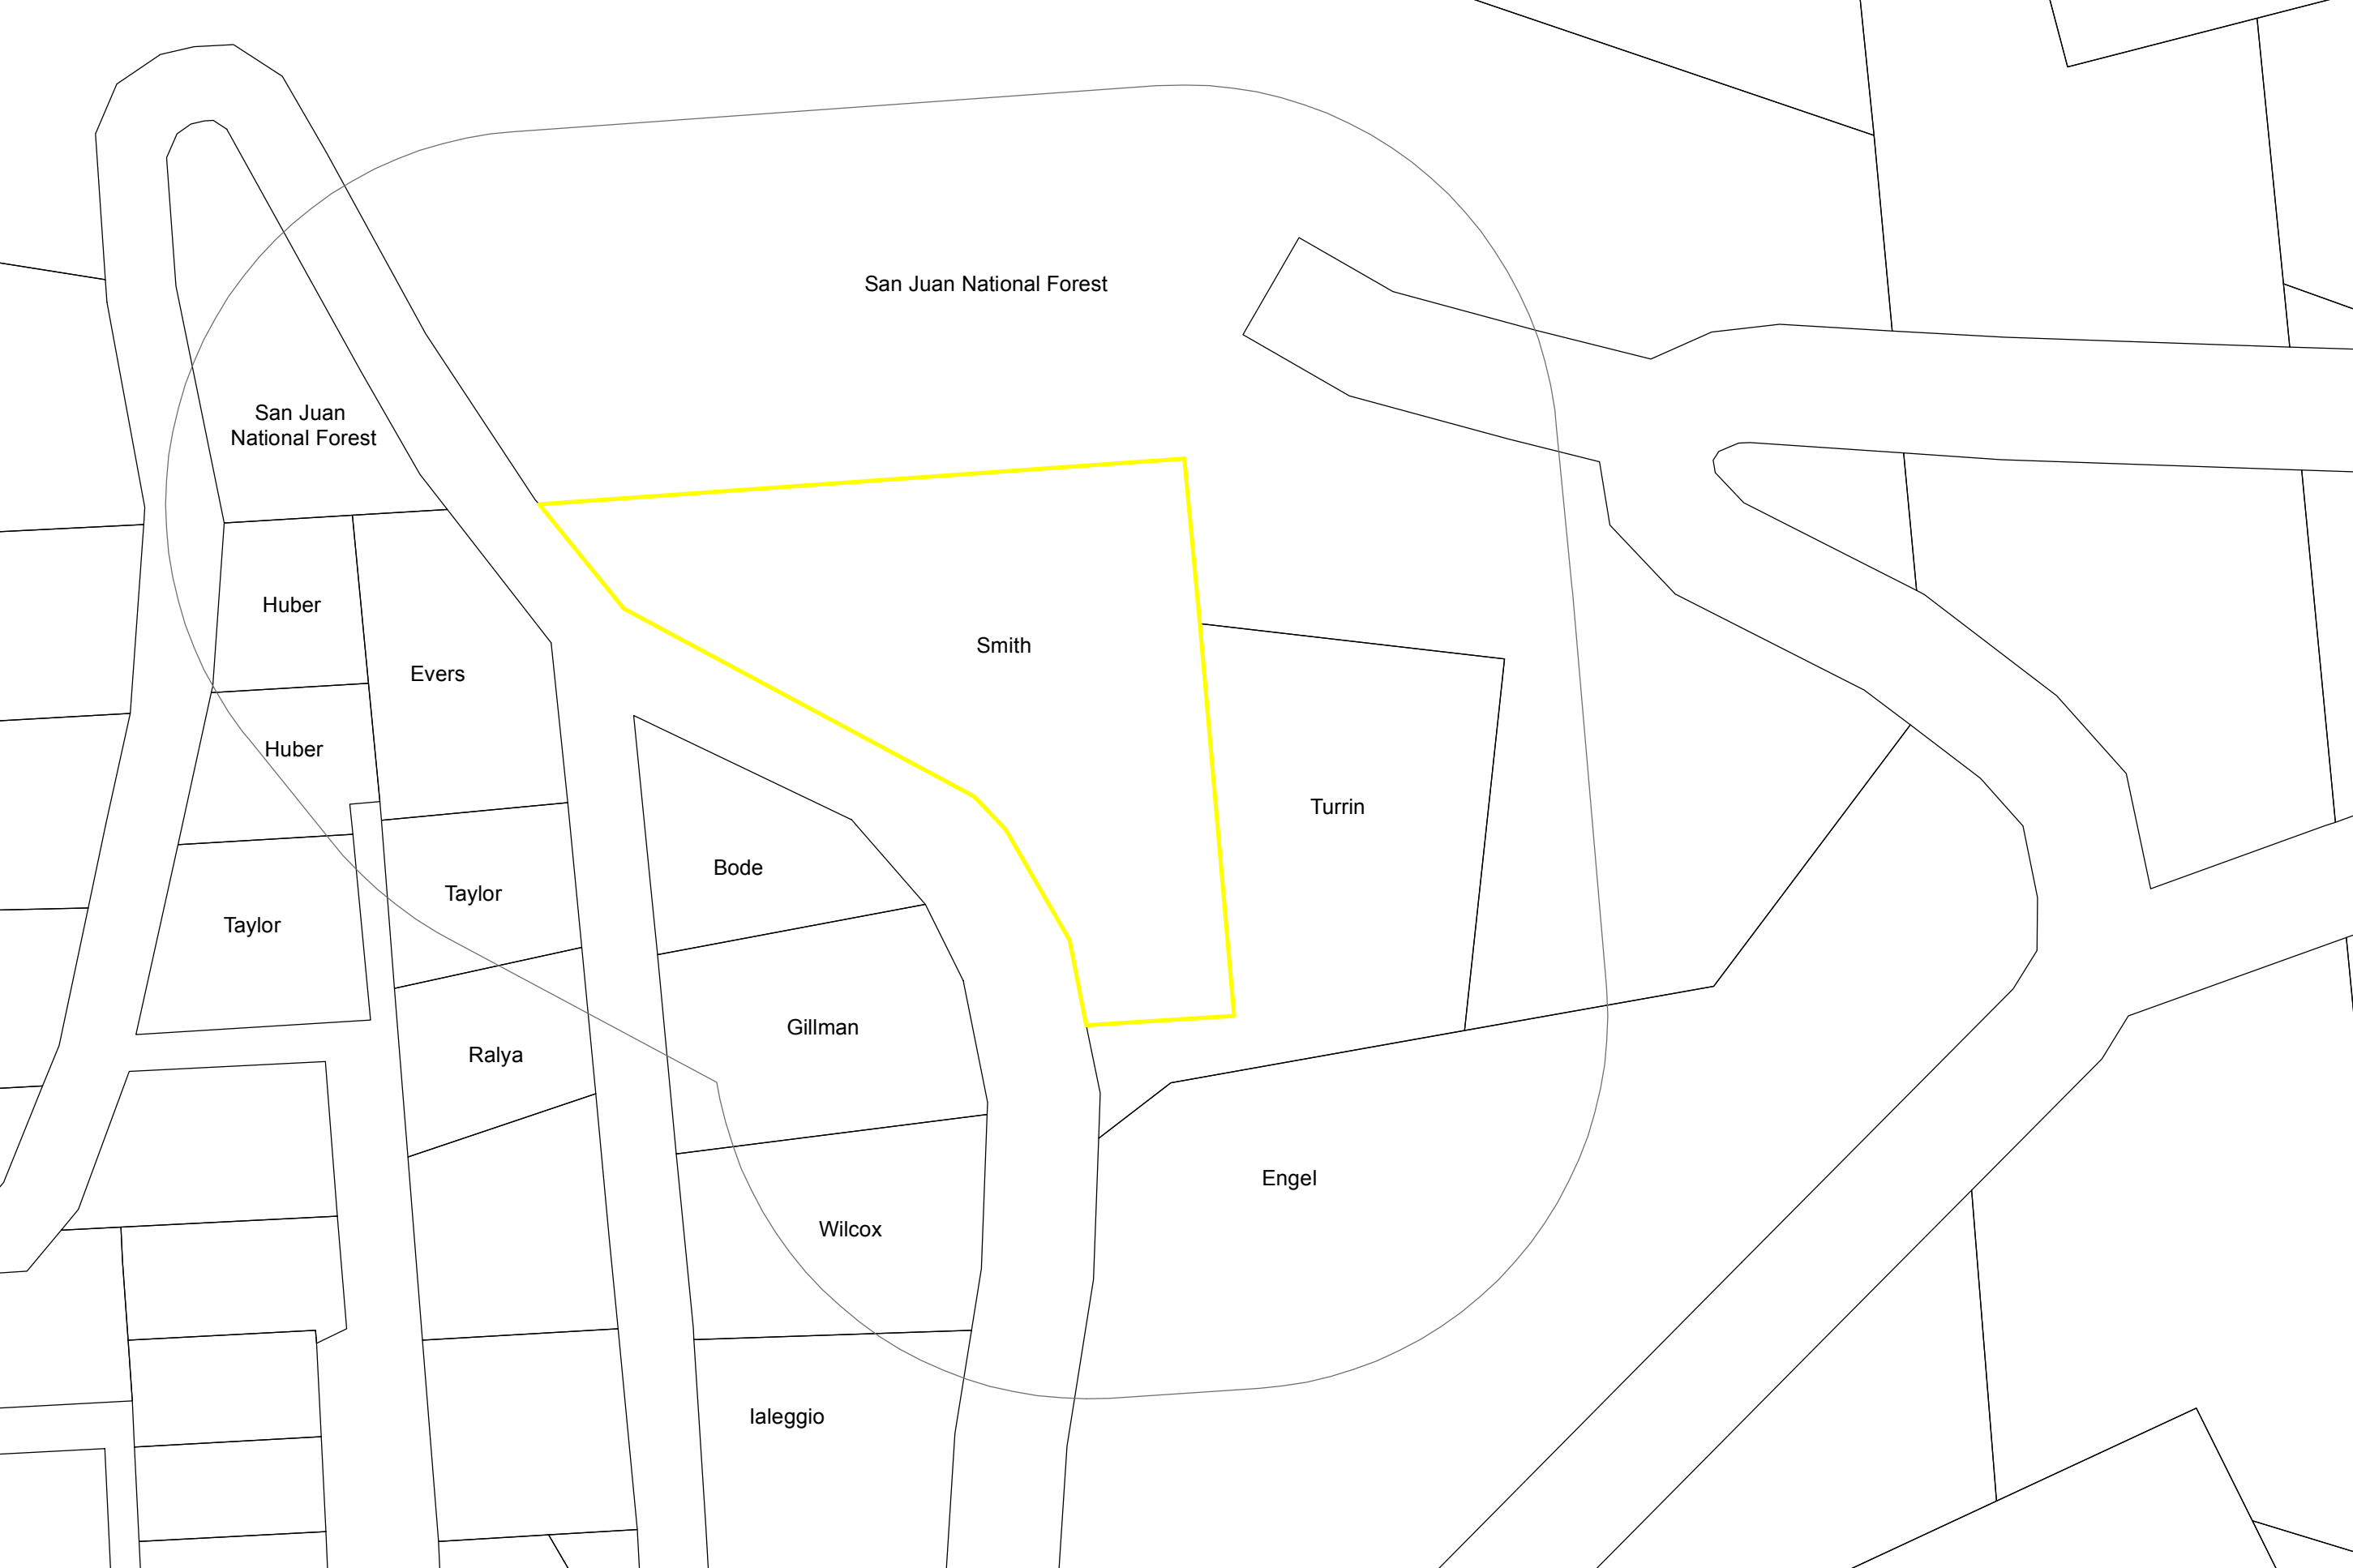 San Juan National Forest
San Juan
National Forest
Huber
Smith
Evers
Huber
Turrin
Bode
Taylor
Taylor
Gillman
Ralya
Engel
Wilcox
Ialeggio